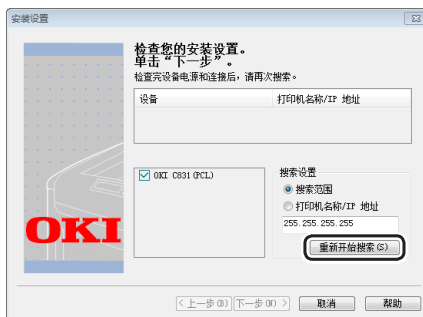 安装设置
检查您的安装设置。
单击“下一步”。
检查完设备电源和连接后，请再次搜索。
设备 打印机名称/IP 地址
OKI C831(PCL)
搜索设置
搜索范围
打印机名称/IP 地址
255.255.255.255
重新开始搜索(S)
OKI
<上一步(B) 下一步(N)> 取消 帮助